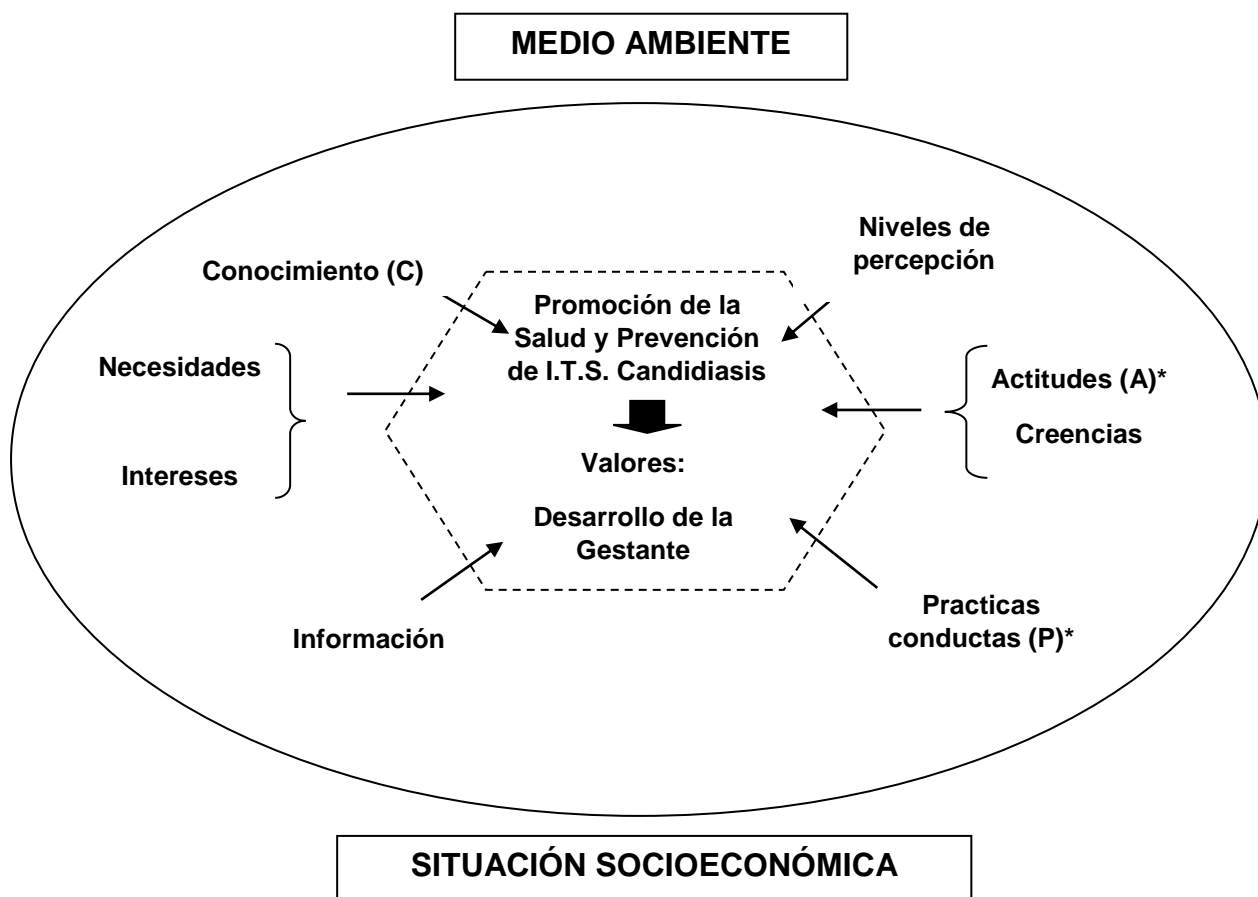 MEDIO AMBIENTE
Niveles de
percepción
Conocimiento (C)
Promoción de la
Salud y Prevención
de I.T.S. Candidiasis
Necesidades
Intereses
Actitudes (A)*
Creencias
Valores:
Desarrollo de la
Gestante
Información
Practicas
conductas (P)*
SITUACIÓN SOCIOECONÓMICA